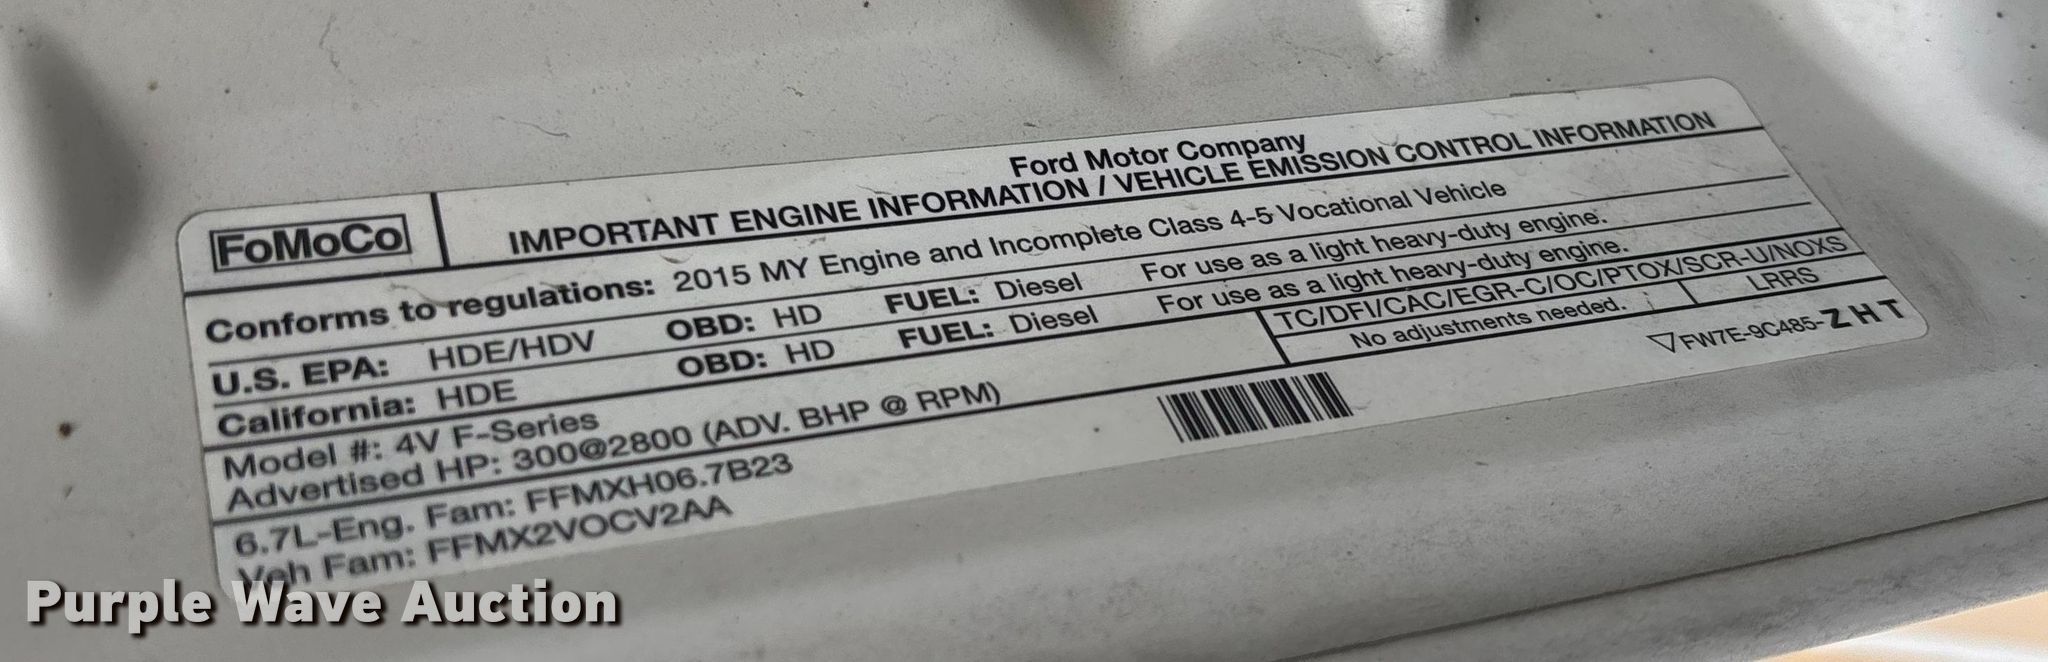 Ford Motor Company
FoMoCo
IMPORTANT ENGINE INFORMATION / VEHICLE EMISSION CONTROL INFORMATION
Conforms to regulations: 2015 MY Engine and Incomplete Class 4-5 Vocational Vehicle
U.S. EPA: HDE/HDV OBD: HD FUEL: Diesel For use as a light heavy-duty engine.
California: HDE OBD: HD FUEL: Diesel For use as a light heavy-duty engine.
Model #: 4V F-Series
Advertised HP: 300@2800 (ADV. BHP @ RPM)
TC/DFI/CAC/EGR-C/OC/PTOX/SCR-U/NOXS
No adjustments needed. LRRS
6.7L-Eng. Fam: FFMXH06.7B23
Veh Fam: FFMX2VOCV2AA
▽FW7E-9C485-ZHT
Purple Wave Auction